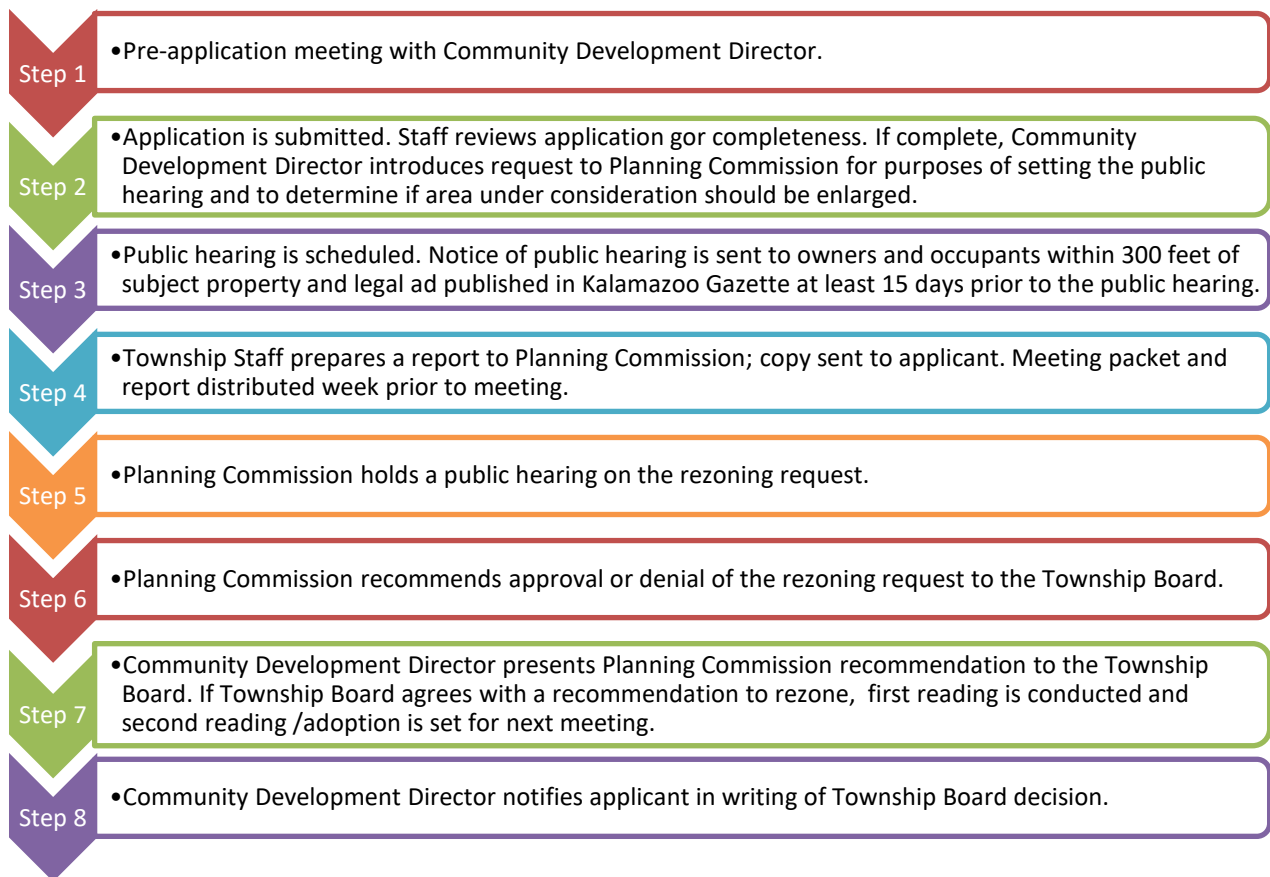 Step 1
•Pre-application meeting with Community Development Director.
Step 2
•Application is submitted. Staff reviews application gor completeness. If complete, Community
Development Director introduces request to Planning Commission for purposes of setting the public
hearing and to determine if area under consideration should be enlarged.
Step 3
•Public hearing is scheduled. Notice of public hearing is sent to owners and occupants within 300 feet of
subject property and legal ad published in Kalamazoo Gazette at least 15 days prior to the public hearing.
Step 4
•Township Staff prepares a report to Planning Commission; copy sent to applicant. Meeting packet and
report distributed week prior to meeting.
Step 5
•Planning Commission holds a public hearing on the rezoning request.
Step 6
•Planning Commission recommends approval or denial of the rezoning request to the Township Board.
Step 7
•Community Development Director presents Planning Commission recommendation to the Township
Board. If Township Board agrees with a recommendation to rezone,  first reading is conducted and
second reading /adoption is set for next meeting.
Step 8
•Community Development Director notifies applicant in writing of Township Board decision.